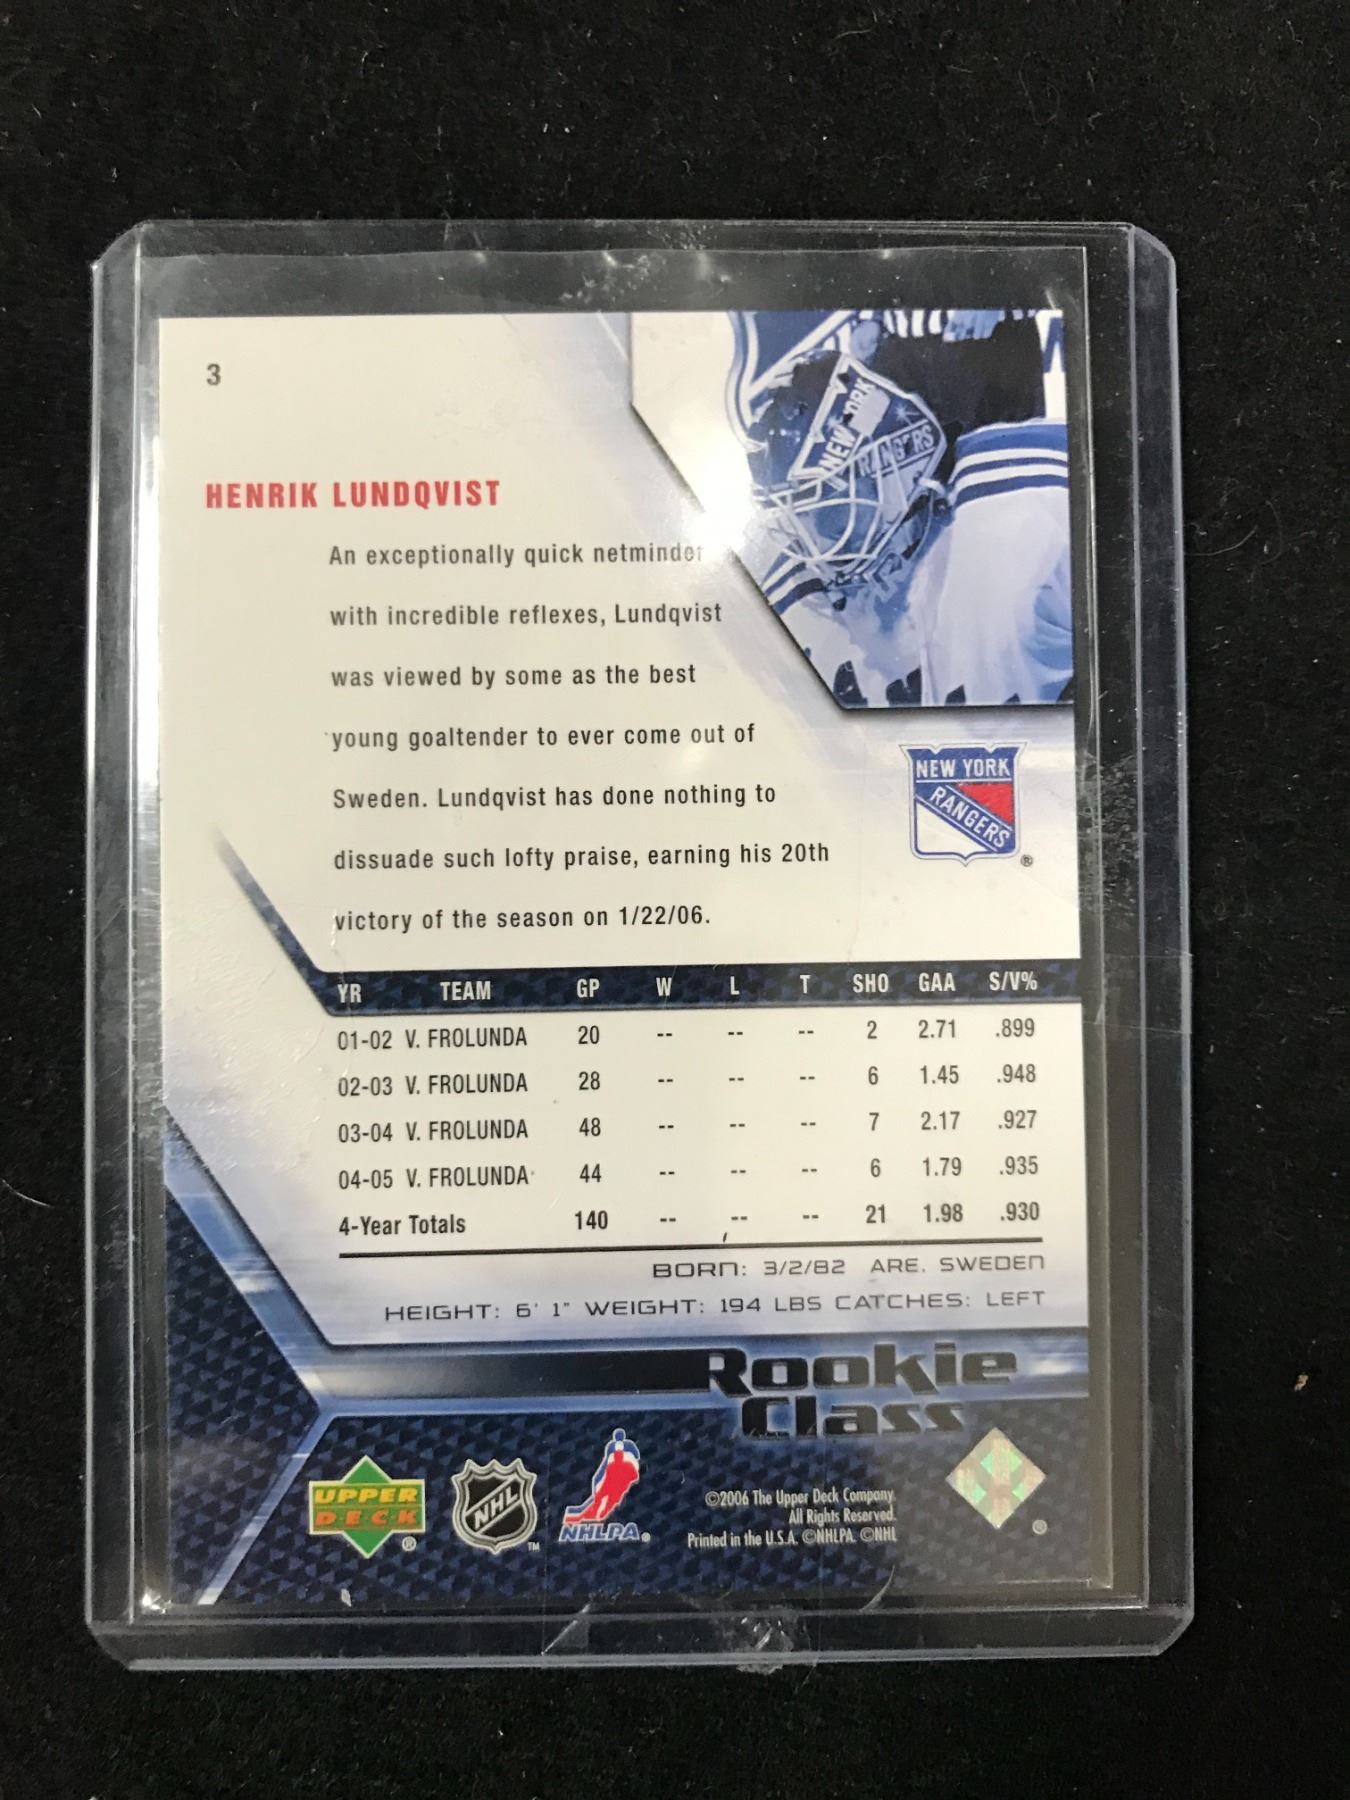 3
NEW YORK
RANGERS
HENRIK LUNDQVIST
An exceptionally quick netminder
with incredible reflexes, Lundqvist
was viewed by some as the best
young goaltender to ever come out of
Sweden. Lundqvist has done nothing to
dissuade such lofty praise, earning his 20th
victory of the season on 1/22/06.
NEW YORK
RANGERS
®
YR TEAM GP W L T SHO GAA S/V%
01-02 V. FROLUNDA 20 -- -- -- 2 2.71 .899
02-03 V. FROLUNDA 28 -- -- -- 6 1.45 .948
03-04 V. FROLUNDA 48 -- -- -- 7 2.17 .927
04-05 V. FROLUNDA 44 -- -- -- 6 1.79 .935
4-Year Totals 140 -- -- -- 21 1.98 .930
BORN: 3/2/82 ARE, SWEDEN
HEIGHT: 6' 1" WEIGHT: 194 LBS CATCHES: LEFT
Rookie
Class
UPPER
D·E·C·K
®
NHL
™
NHLPA®
©2006 The Upper Deck Company.
All Rights Reserved.
Printed in the U.S.A. ©NHLPA ©NHL
®